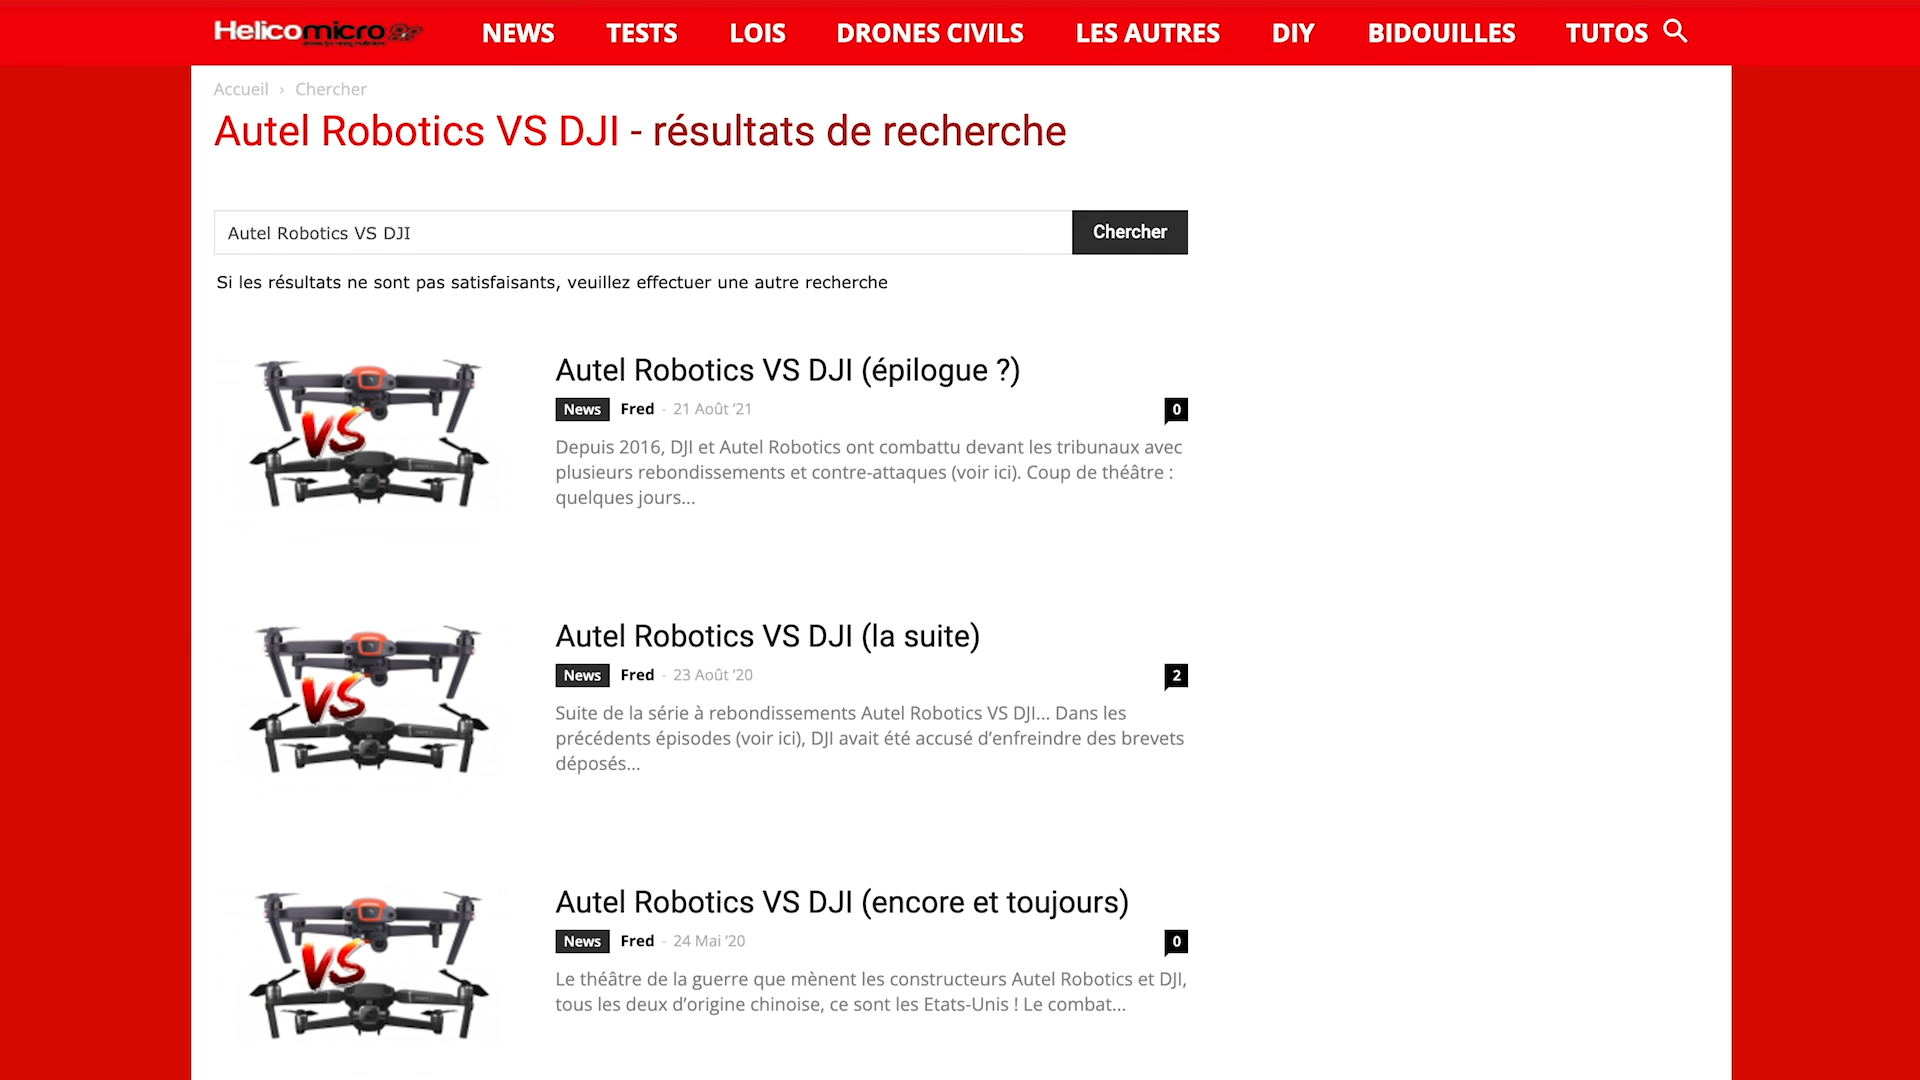 Helicomicro
NEWS TESTS LOIS DRONES CIVILS LES AUTRES DIY BIDOUILLES TUTOS
Accueil › Chercher
Autel Robotics VS DJI - résultats de recherche
Autel Robotics VS DJI
Chercher
Si les résultats ne sont pas satisfaisants, veuillez effectuer une autre recherche
VS
Autel Robotics VS DJI (épilogue ?)
News Fred - 21 Août '21
0
Depuis 2016, DJI et Autel Robotics ont combattu devant les tribunaux avec
plusieurs rebondissements et contre-attaques (voir ici). Coup de théâtre :
quelques jours...
VS
Autel Robotics VS DJI (la suite)
News Fred - 23 Août '20
2
Suite de la série à rebondissements Autel Robotics VS DJI... Dans les
précédents épisodes (voir ici), DJI avait été accusé d’enfreindre des brevets
déposés...
VS
Autel Robotics VS DJI (encore et toujours)
News Fred - 24 Mai '20
0
Le théâtre de la guerre que mènent les constructeurs Autel Robotics et DJI,
tous les deux d’origine chinoise, ce sont les Etats-Unis ! Le combat...